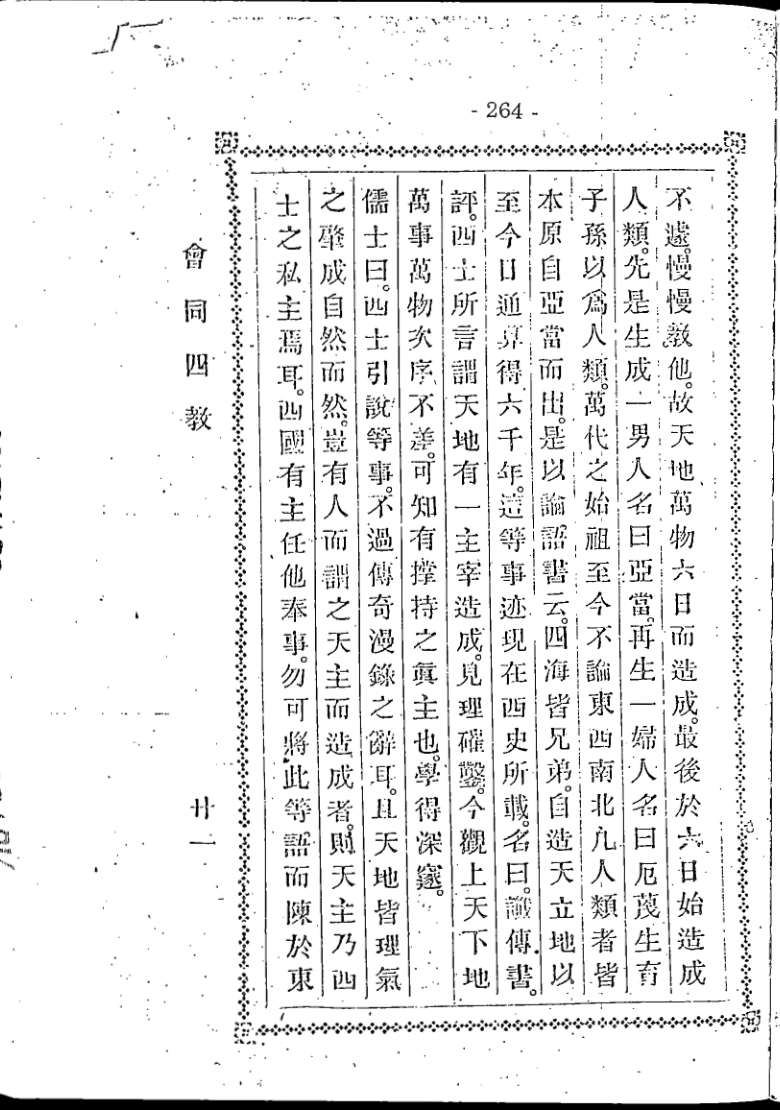 - 264 -
不遠。慢慢教他。故天地萬物六日而造成。最後於六日始造成
人類。先是生成一男人名曰亞當。再生一婦人名曰厄茂生育
子孫以爲人類。萬代之始祖至今不論東西南北凡人類者皆
本原自亞當而出。是以論語書云。四海皆兄弟。自造天立地以
至今日通算得六千年。這等事迹現在西史所載。名曰。讖傳書。
評。西士所言謂天地有一主宰造成。見理確鑿。今觀上天下地
萬事萬物次序不差。可知有撑持之眞主也。學得深窽。
儒士曰。西士引說等事。不過傳奇漫錄之辭耳。且天地皆理氣
之肇成自然而然。豈有人而謂之天主而造成者。則天主乃西
士之私主焉耳。西國有主任他奉事。勿可將此等語而陳於東
會同四教
廿一